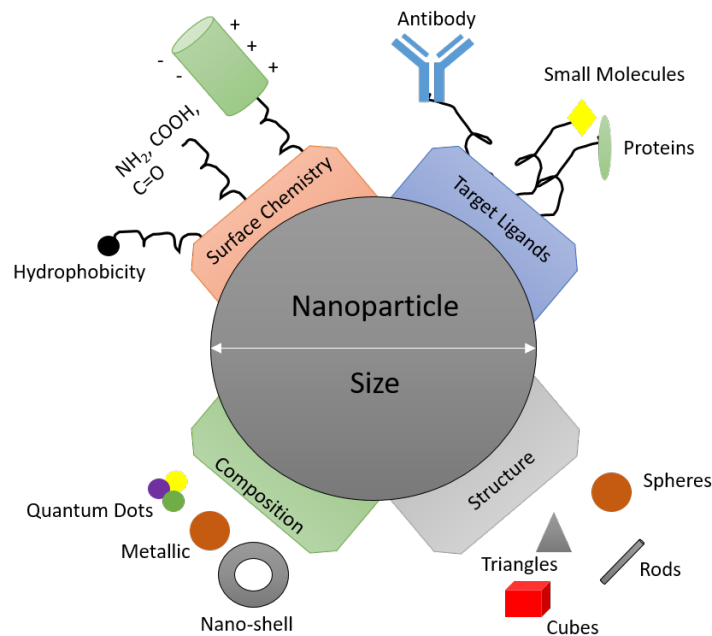 Antibody
Small Molecules
Proteins
+
+
+
-
-
NH₂, COOH,
C=O
Hydrophobicity
Surface Chemistry
Target Ligands
Nanoparticle
Size
Composition
Structure
Quantum Dots
Metallic
Nano-shell
Spheres
Triangles
Rods
Cubes